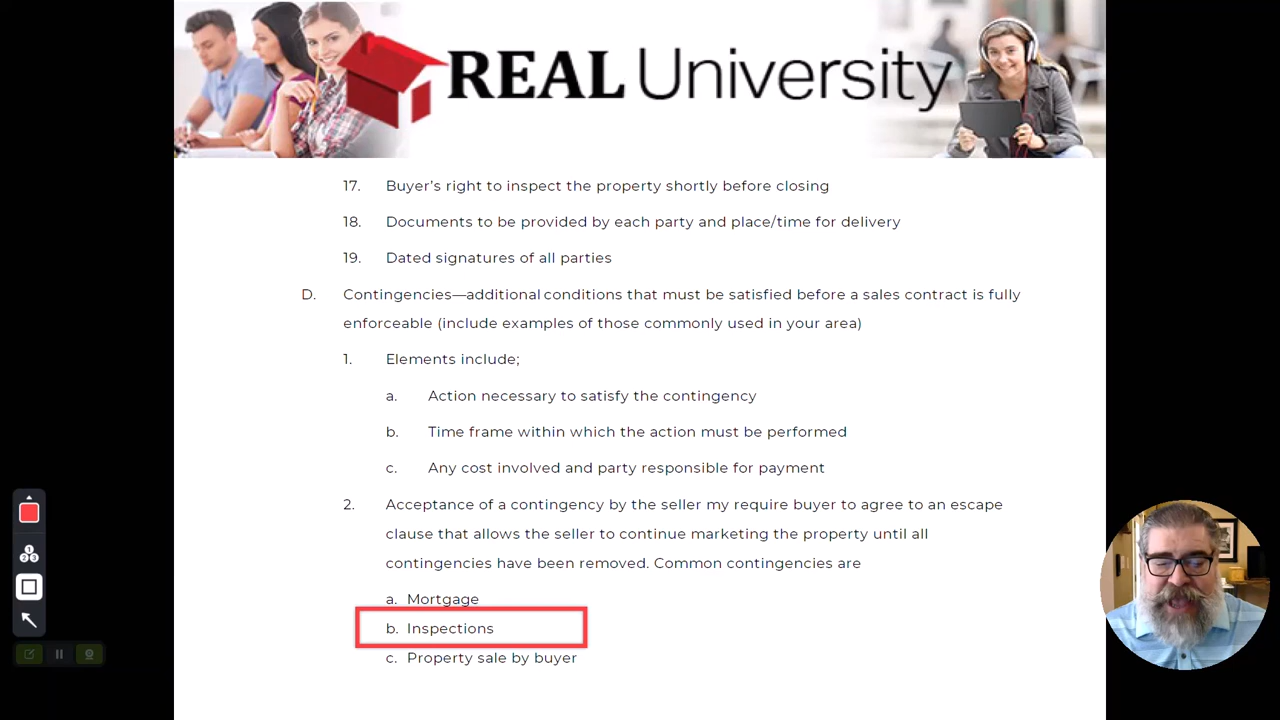 REAL University
17. Buyer’s right to inspect the property shortly before closing
18. Documents to be provided by each party and place/time for delivery
19. Dated signatures of all parties
D. Contingencies—additional conditions that must be satisfied before a sales contract is fully
enforceable (include examples of those commonly used in your area)
1. Elements include;
a. Action necessary to satisfy the contingency
b. Time frame within which the action must be performed
c. Any cost involved and party responsible for payment
2. Acceptance of a contingency by the seller my require buyer to agree to an escape
clause that allows the seller to continue marketing the property until all
contingencies have been removed. Common contingencies are
a. Mortgage
b. Inspections
c. Property sale by buyer